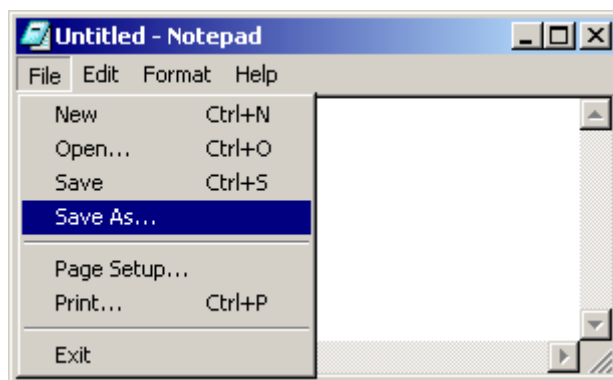 Untitled - Notepad
File Edit Format Help
New Ctrl+N
Open... Ctrl+O
Save Ctrl+S
Save As...
Page Setup...
Print... Ctrl+P
Exit